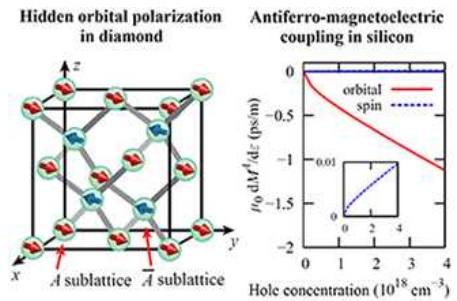 Hidden orbital polarization
in diamond
z
y
x
A sublattice
A̅ sublattice
Antiferro-magnetoelectric
coupling in silicon
μ₀ dMᴬ/dz (ps/m)
0
−0.5
−1
−1.5
−2
orbital
spin
0.01
0
0 2 4
0 1 2 3 4
Hole concentration (10¹⁸ cm⁻³)